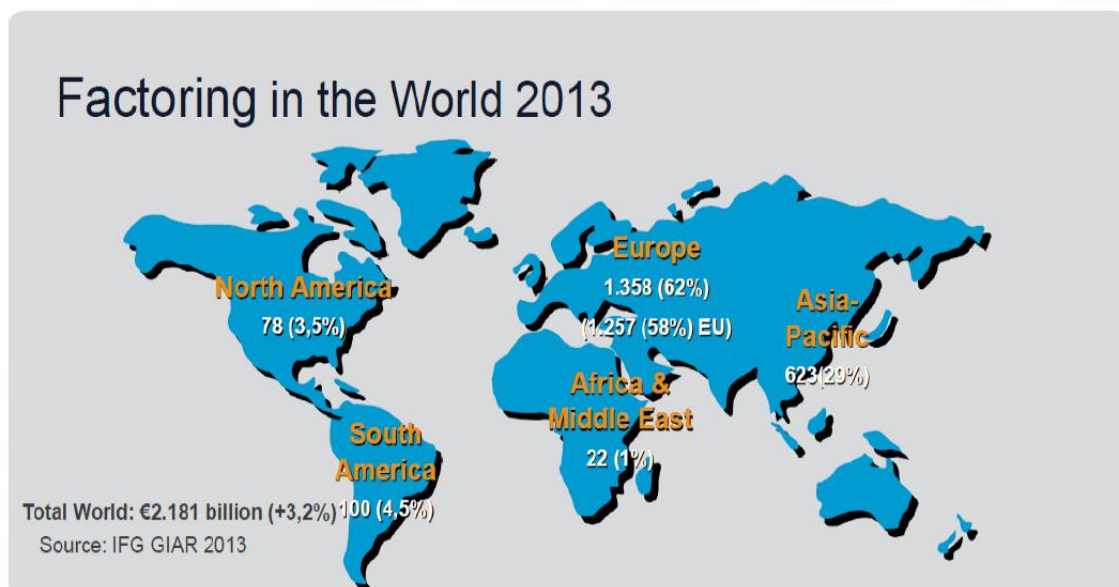 Factoring in the World 2013
North America
78 (3,5%)
Europe
1.358 (62%)
(1.257 (58%) EU)
Asia-
Pacific
623(29%)
Africa &
Middle East
22 (1%)
South
America
100 (4,5%)
Total World: €2.181 billion (+3,2%)
Source: IFG GIAR 2013